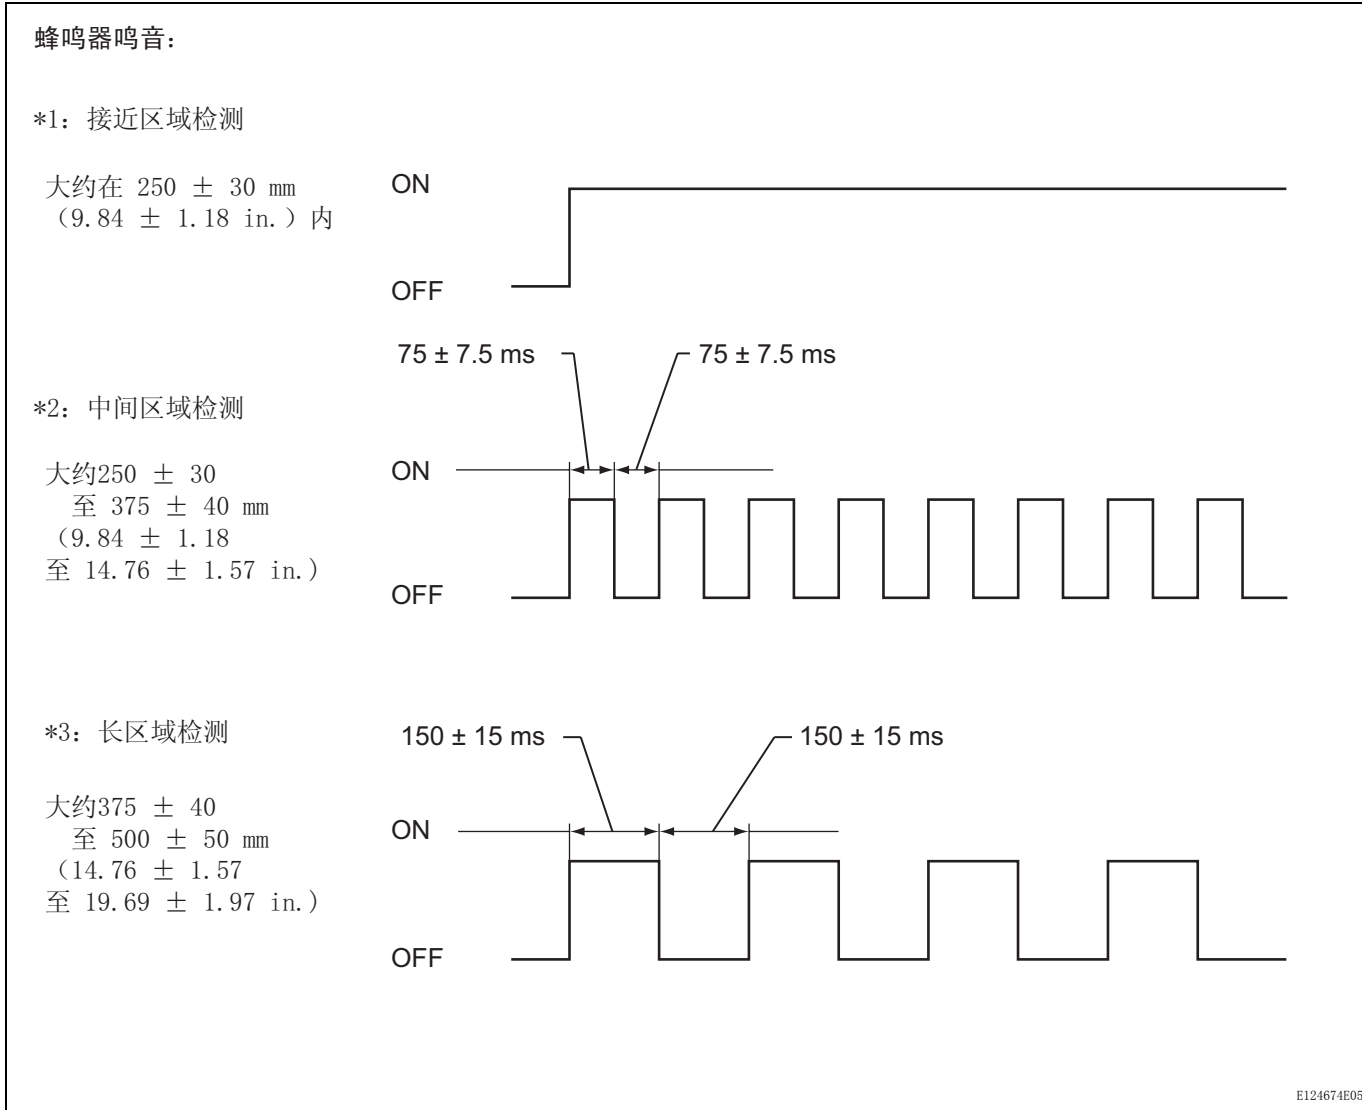 蜂鸣器鸣音:
*1: 接近区域检测
大约在 250 ± 30 mm
(9.84 ± 1.18 in.) 内
ON
OFF
75 ± 7.5 ms
75 ± 7.5 ms
*2: 中间区域检测
大约250 ± 30
至 375 ± 40 mm
(9.84 ± 1.18
至 14.76 ± 1.57 in.)
ON
OFF
*3: 长区域检测
150 ± 15 ms
150 ± 15 ms
大约375 ± 40
至 500 ± 50 mm
(14.76 ± 1.57
至 19.69 ± 1.97 in.)
ON
OFF
E124674E05